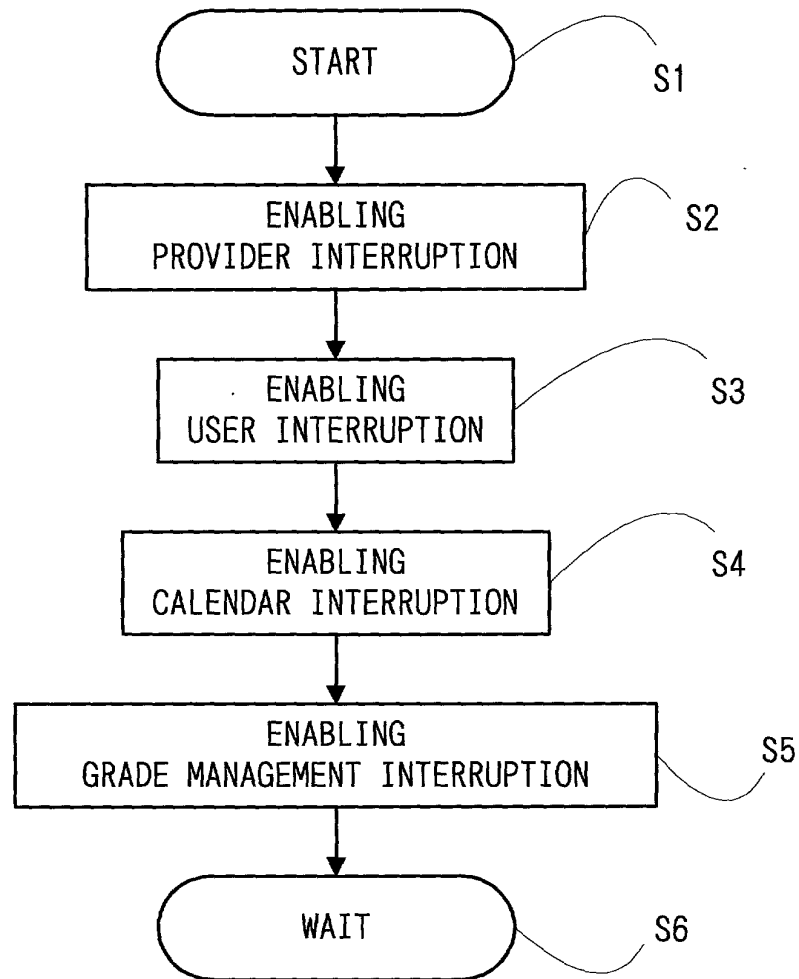 START
S1
ENABLING
PROVIDER INTERRUPTION
S2
ENABLING
USER INTERRUPTION
S3
ENABLING
CALENDAR INTERRUPTION
S4
ENABLING
GRADE MANAGEMENT INTERRUPTION
S5
WAIT
S6